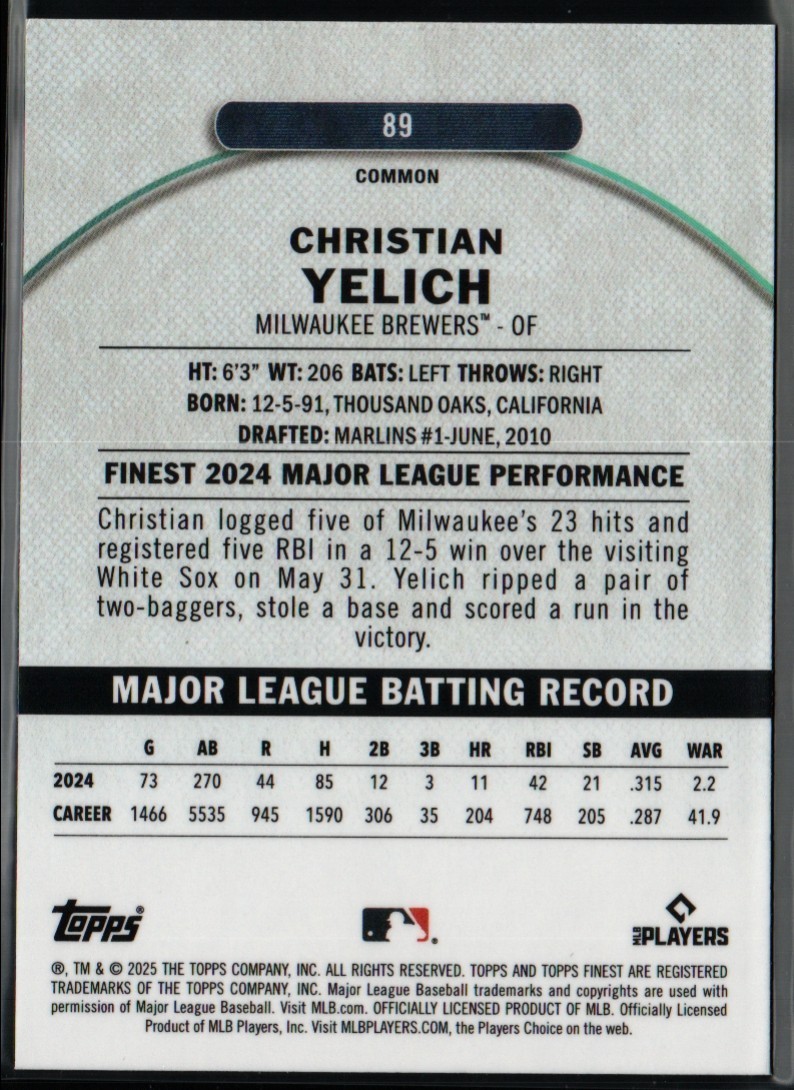 89
COMMON
CHRISTIAN
YELICH
MILWAUKEE BREWERS™ - OF
HT: 6'3" WT: 206 BATS: LEFT THROWS: RIGHT
BORN: 12-5-91, THOUSAND OAKS, CALIFORNIA
DRAFTED: MARLINS #1-JUNE, 2010
FINEST 2024 MAJOR LEAGUE PERFORMANCE
Christian logged five of Milwaukee's 23 hits and
registered five RBI in a 12-5 win over the visiting
White Sox on May 31. Yelich ripped a pair of
two-baggers, stole a base and scored a run in the
victory.
MAJOR LEAGUE BATTING RECORD
G AB R H 2B 3B HR RBI SB AVG WAR
2024 73 270 44 85 12 3 11 42 21 .315 2.2
CAREER 1466 5535 945 1590 306 35 204 748 205 .287 41.9
Topps® MLB PLAYERS
®, TM & © 2025 THE TOPPS COMPANY, INC. ALL RIGHTS RESERVED. TOPPS AND TOPPS FINEST ARE REGISTERED
TRADEMARKS OF THE TOPPS COMPANY, INC. Major League Baseball trademarks and copyrights are used with
permission of Major League Baseball. Visit MLB.com. OFFICIALLY LICENSED PRODUCT OF MLB. Officially Licensed
Product of MLB Players, Inc. Visit MLBPLAYERS.COM, the Players Choice on the web.